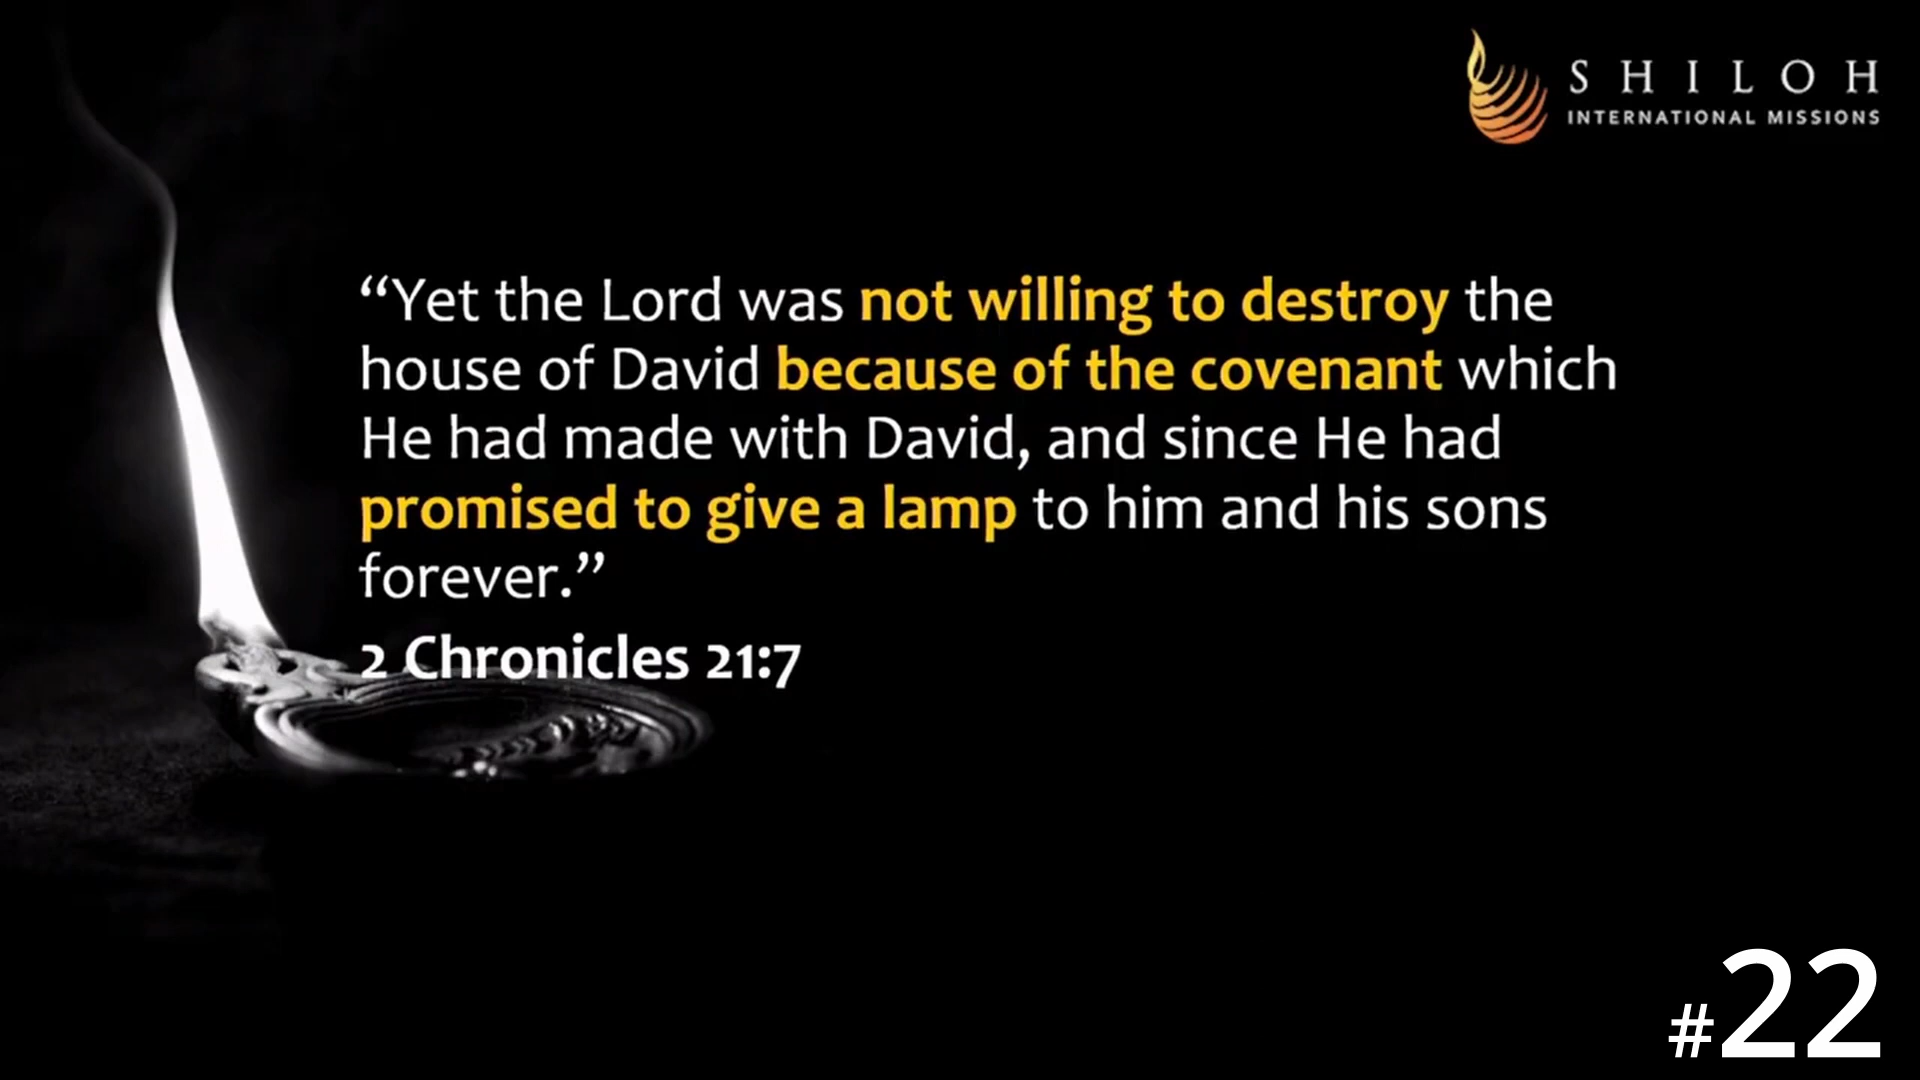 SHILOH
INTERNATIONAL MISSIONS
“Yet the Lord was not willing to destroy the
house of David because of the covenant which
He had made with David, and since He had
promised to give a lamp to him and his sons
forever.”
2 Chronicles 21:7
#22